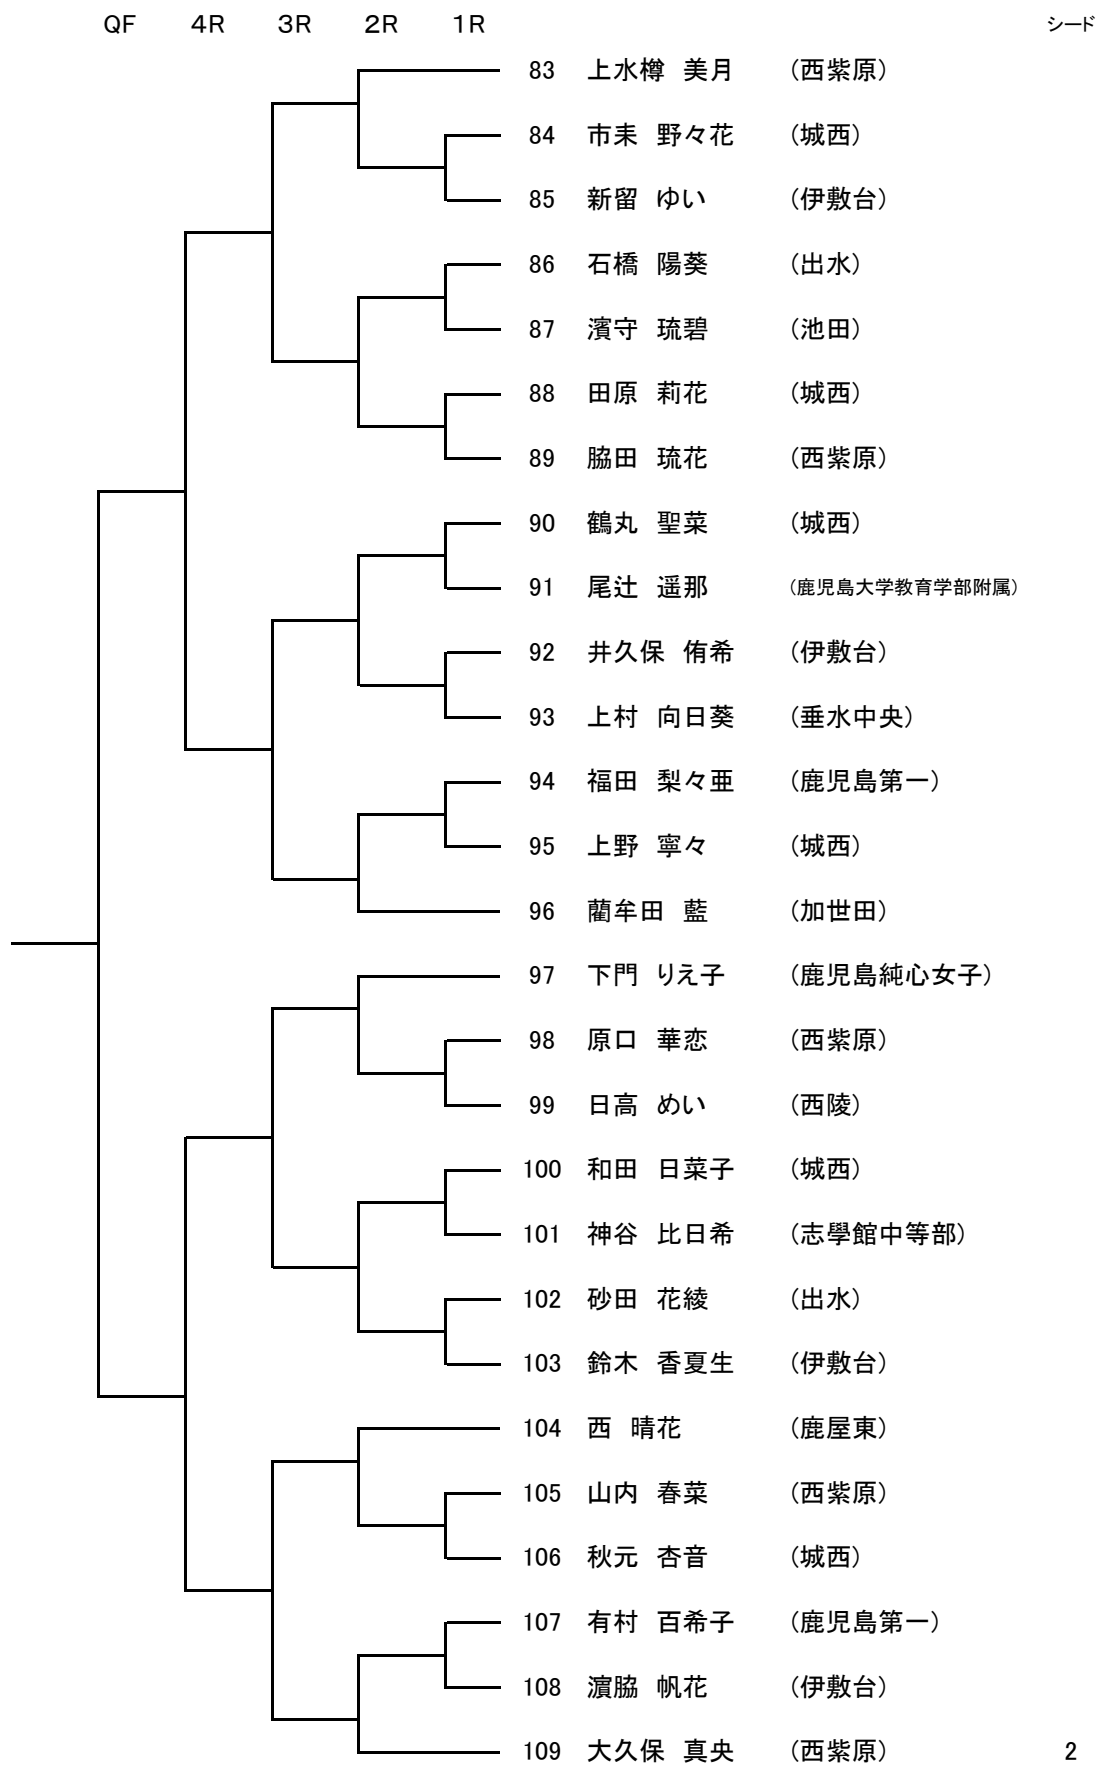 QF 4R 3R 2R 1R シード
83 上水樽 美月 (西紫原)
84 市耒 野々花 (城西)
85 新留 ゆい (伊敷台)
86 石橋 陽葵 (出水)
87 濱守 琉碧 (池田)
88 田原 莉花 (城西)
89 脇田 琉花 (西紫原)
90 鶴丸 聖菜 (城西)
91 尾辻 遥那 (鹿児島大学教育学部附属)
92 井久保 侑希 (伊敷台)
93 上村 向日葵 (垂水中央)
94 福田 梨々亜 (鹿児島第一)
95 上野 寧々 (城西)
96 藺牟田 藍 (加世田)
97 下門 りえ子 (鹿児島純心女子)
98 原口 華恋 (西紫原)
99 日高 めい (西陵)
100 和田 日菜子 (城西)
101 神谷 比日希 (志學館中等部)
102 砂田 花綾 (出水)
103 鈴木 香夏生 (伊敷台)
104 西 晴花 (鹿屋東)
105 山内 春菜 (西紫原)
106 秋元 杏音 (城西)
107 有村 百希子 (鹿児島第一)
108 濵脇 帆花 (伊敷台)
109 大久保 真央 (西紫原) 2